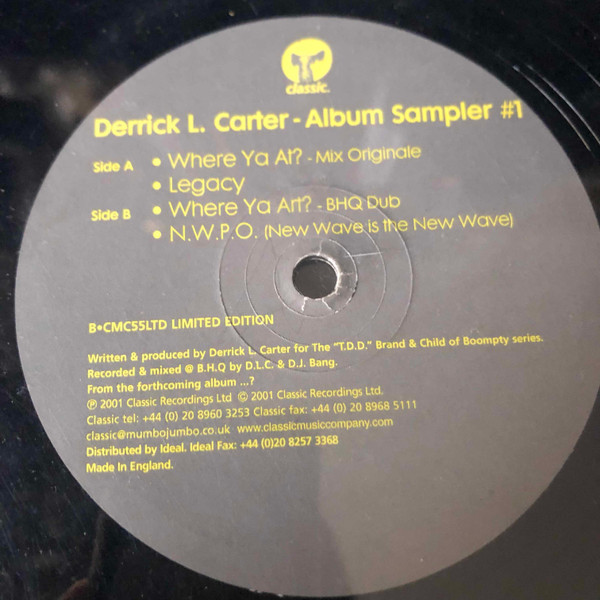 classic.
Derrick L. Carter - Album Sampler #1
Side A • Where Ya At? - Mix Originale
• Legacy
Side B • Where Ya Art? - BHQ Dub
• N.W.P.O. (New Wave is the New Wave)
B•CMC55LTD LIMITED EDITION
Written & produced by Derrick L. Carter for The "T.D.D." Brand & Child of Boompty series.
Recorded & mixed @ B.H.Q by D.L.C. & D.J. Bang.
From the forthcoming album ...?
℗ 2001 Classic Recordings Ltd © 2001 Classic Recordings Ltd.
Classic tel: +44 (0) 20 8960 3253 Classic fax: +44 (0) 20 8968 5111
classic@mumbojumbo.co.uk www.classicmusiccompany.com
Distributed by Ideal. Ideal Fax: +44 (0)20 8257 3368
Made In England.